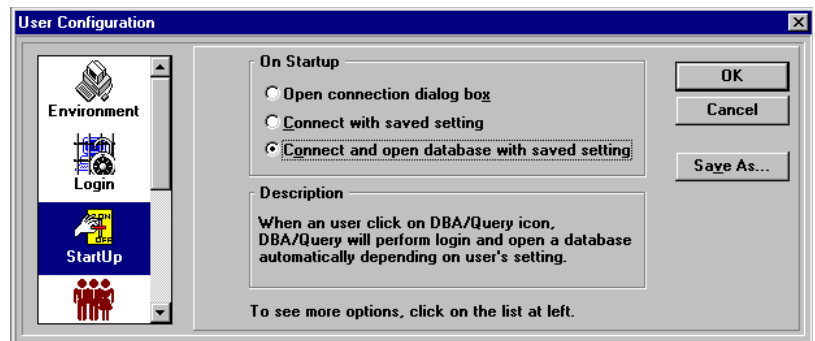 User Configuration
Environment
Login
StartUp
On Startup
Open connection dialog box
Connect with saved setting
Connect and open database with saved setting
Description
When an user click on DBA/Query icon,
DBA/Query will perform login and open a database
automatically depending on user's setting.
To see more options, click on the list at left.
OK
Cancel
Save As...